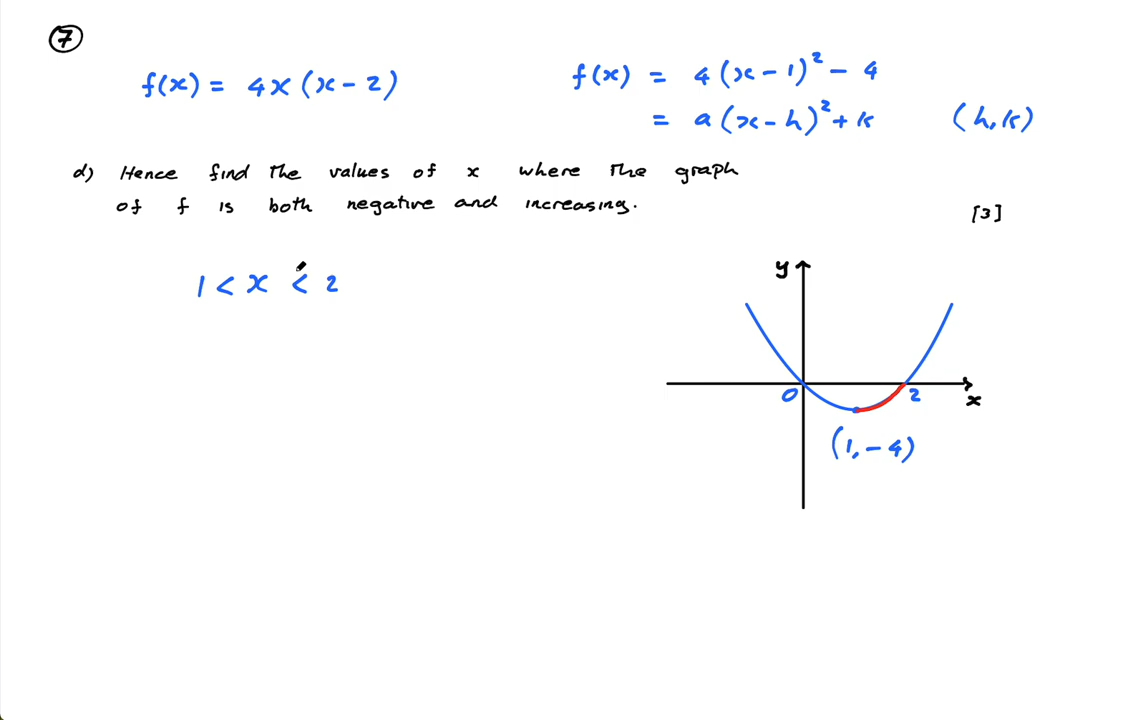 7
f(x) = 4x(x-2)
f(x) = 4(x-1)² - 4
= a(x-h)² + k (h,k)
d) Hence find the values of x where the graph
of f is both negative and increasing.
[3]
1 < x < 2
y
0
2
x
(1, -4)